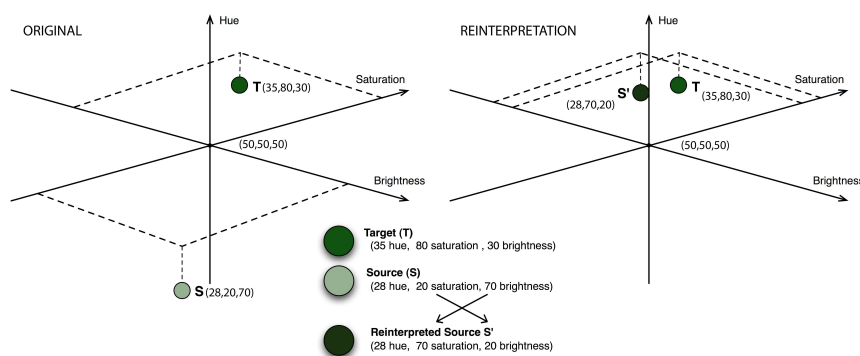 ORIGINAL
Hue
Saturation
T(35,80,30)
(50,50,50)
Brightness
S(28,20,70)
REINTERPRETATION
Hue
Saturation
S'
(28,70,20)
T
(35,80,30)
(50,50,50)
Brightness
Target (T)
(35 hue, 80 saturation , 30 brightness)
Source (S)
(28 hue, 20 saturation, 70 brightness)
Reinterpreted Source S'
(28 hue, 70 saturation, 20 brightness)